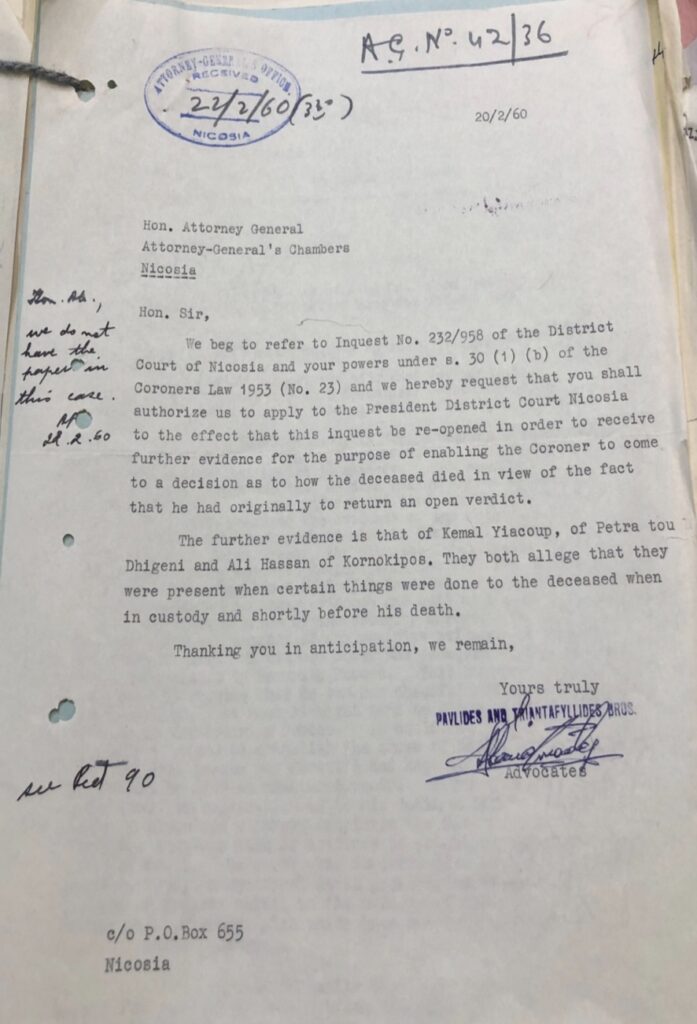 A.G. No. 42/36
ATTORNEY-GENERAL'S OFFICE.
RECEIVED
22/2/60
NICOSIA
20/2/60
Hon. Attorney General
Attorney-General's Chambers
Nicosia
Hon. Sir,
We beg to refer to Inquest No. 232/958 of the District
Court of Nicosia and your powers under s. 30 (1) (b) of the
Coroners Law 1953 (No. 23) and we hereby request that you shall
authorize us to apply to the President District Court Nicosia
to the effect that this inquest be re-opened in order to receive
further evidence for the purpose of enabling the Coroner to come
to a decision as to how the deceased died in view of the fact
that he had originally to return an open verdict.
The further evidence is that of Kemal Yiacoup, of Petra tou
Dhigeni and Ali Hassan of Kornokipos. They both allege that they
were present when certain things were done to the deceased when
in custody and shortly before his death.
Thanking you in anticipation, we remain,
Yours truly
PAVLIDES AND TRIANTAFYLLIDES BROS.
Advocates
Hon. AG.,
we do not
have the
papers in
this case.
2.60
see
90
c/o P.O.Box 655
Nicosia